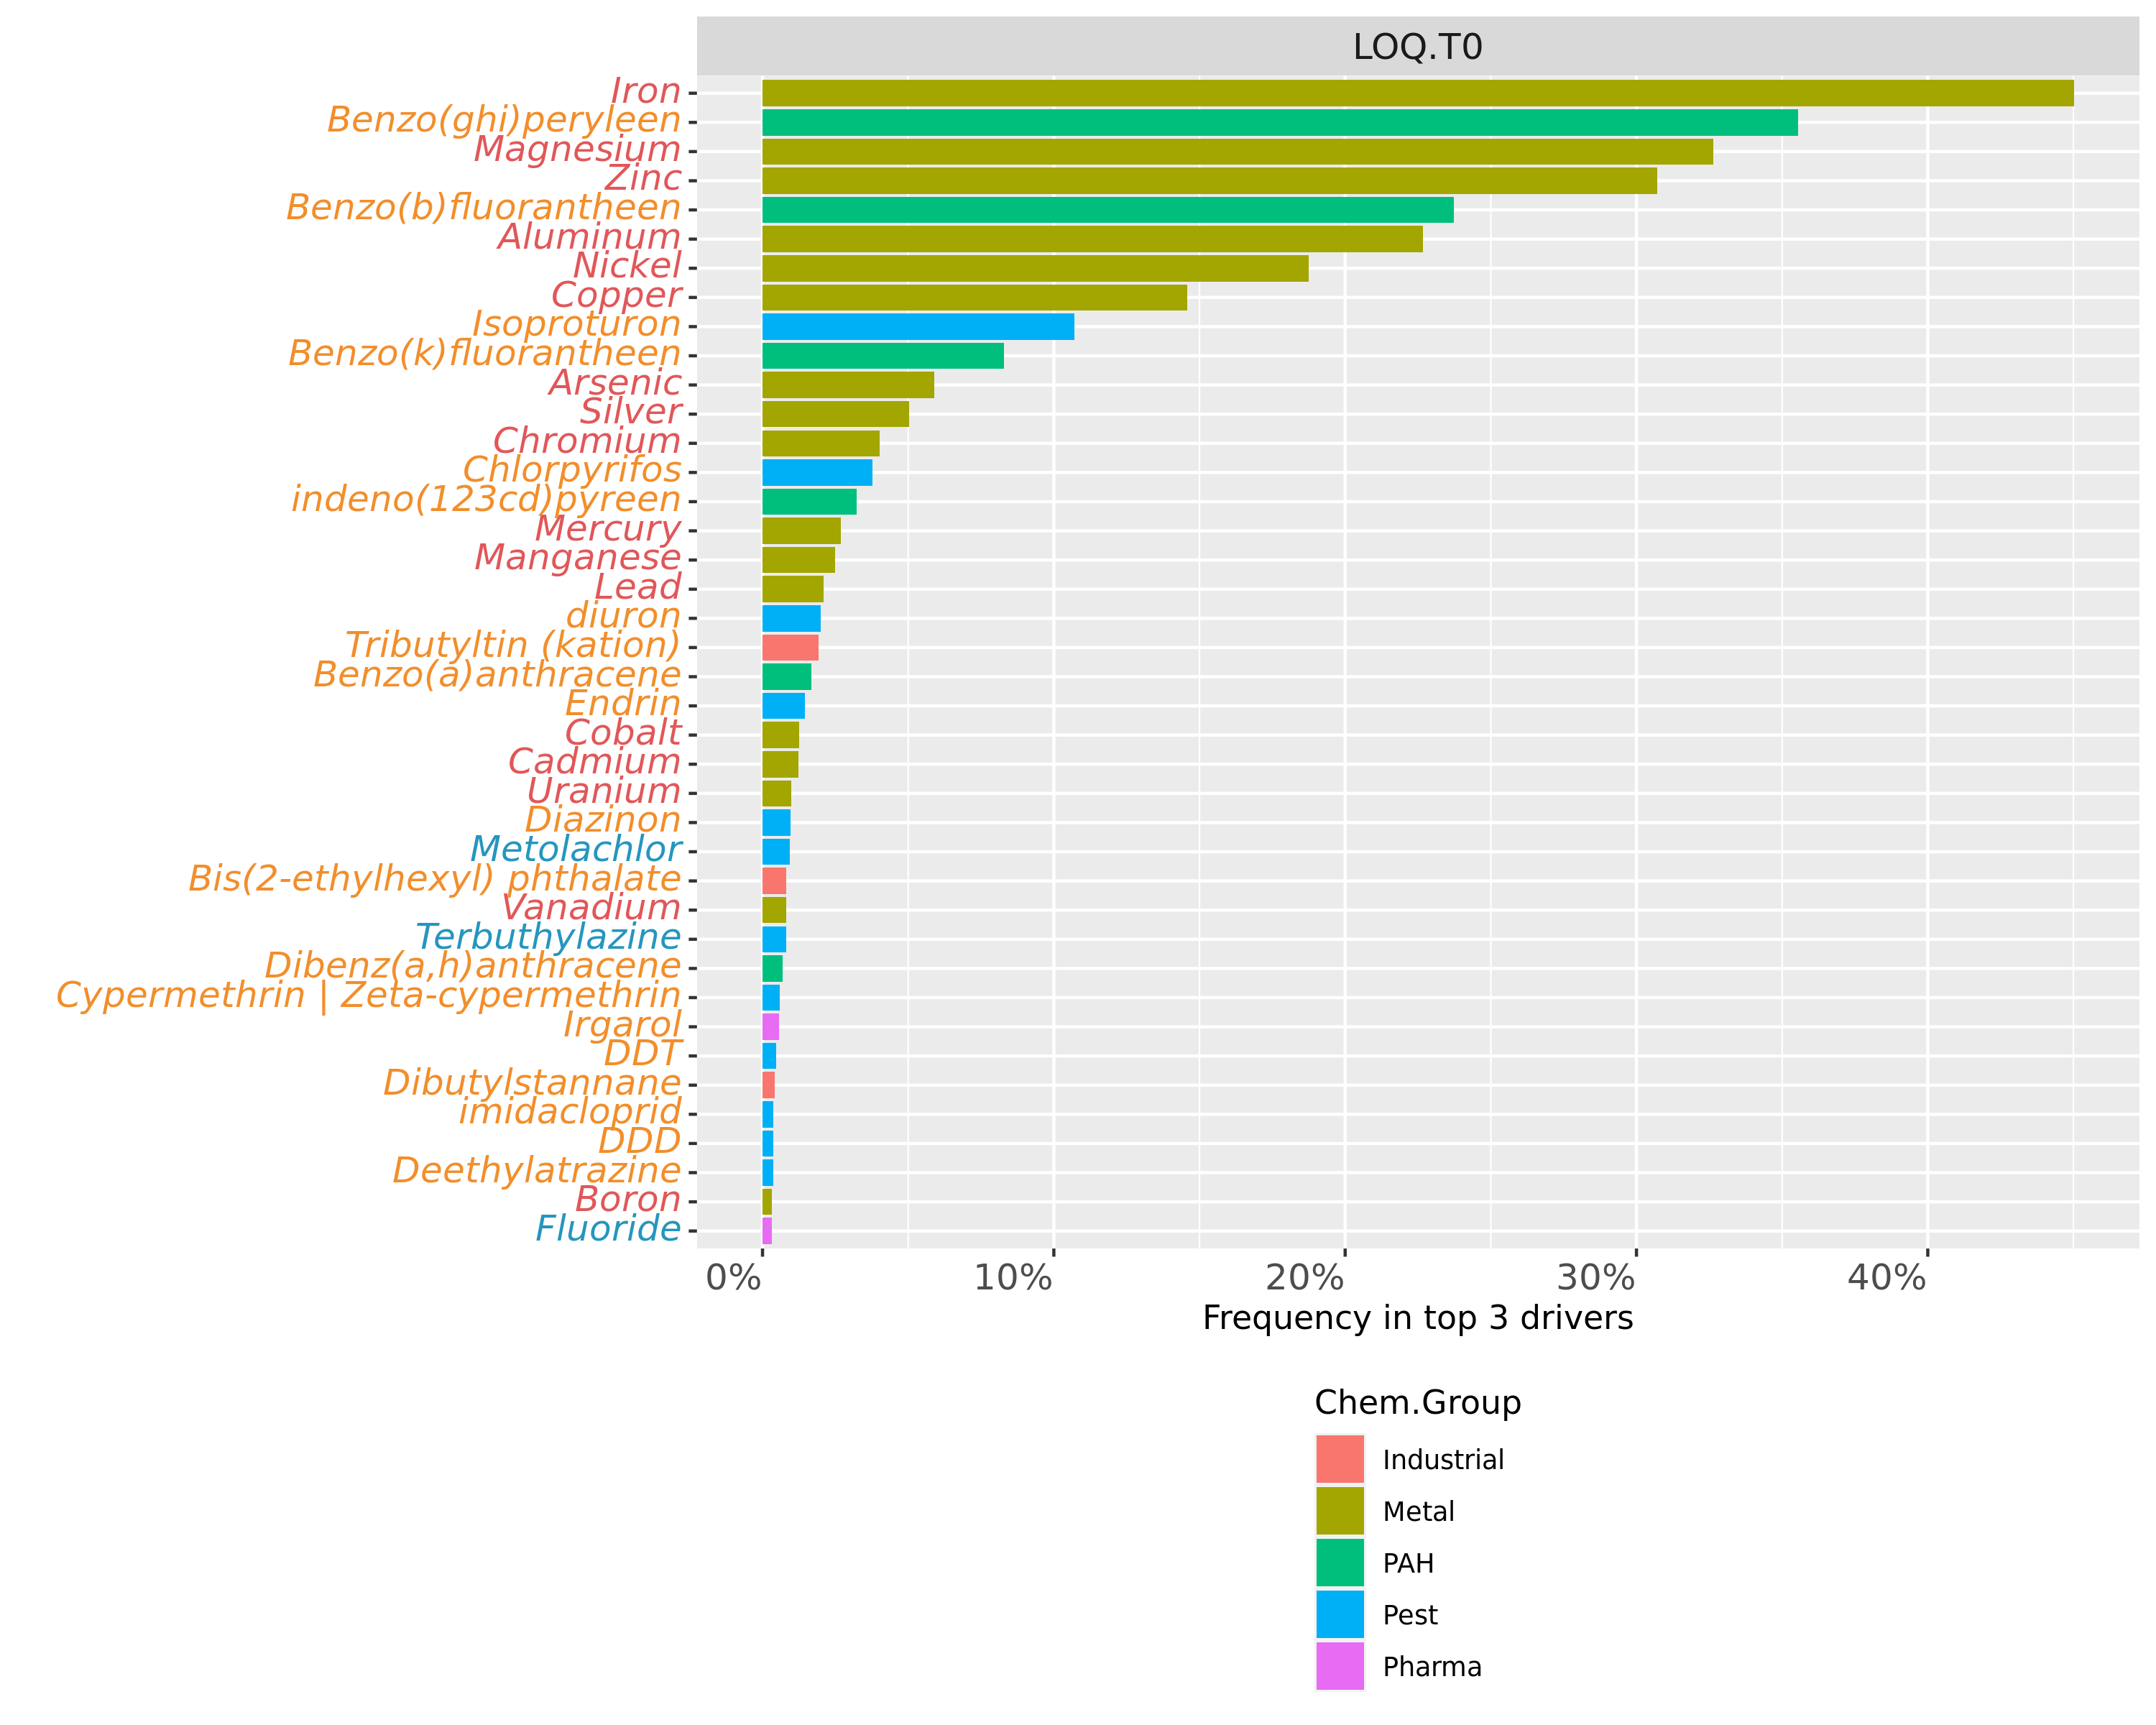 LOQ.T0
Iron
Benzo(ghi)peryleen
Magnesium
Zinc
Benzo(b)fluorantheen
Aluminum
Nickel
Copper
Isoproturon
Benzo(k)fluorantheen
Arsenic
Silver
Chromium
Chlorpyrifos
indeno(123cd)pyreen
Mercury
Manganese
Lead
diuron
Tributyltin (kation)
Benzo(a)anthracene
Endrin
Cobalt
Cadmium
Uranium
Diazinon
Metolachlor
Bis(2-ethylhexyl) phthalate
Vanadium
Terbuthylazine
Dibenz(a,h)anthracene
Cypermethrin | Zeta-cypermethrin
Irgarol
DDT
Dibutylstannane
imidacloprid
DDD
Deethylatrazine
Boron
Fluoride
0% 10% 20% 30% 40%
Frequency in top 3 drivers
Chem.Group
Industrial
Metal
PAH
Pest
Pharma